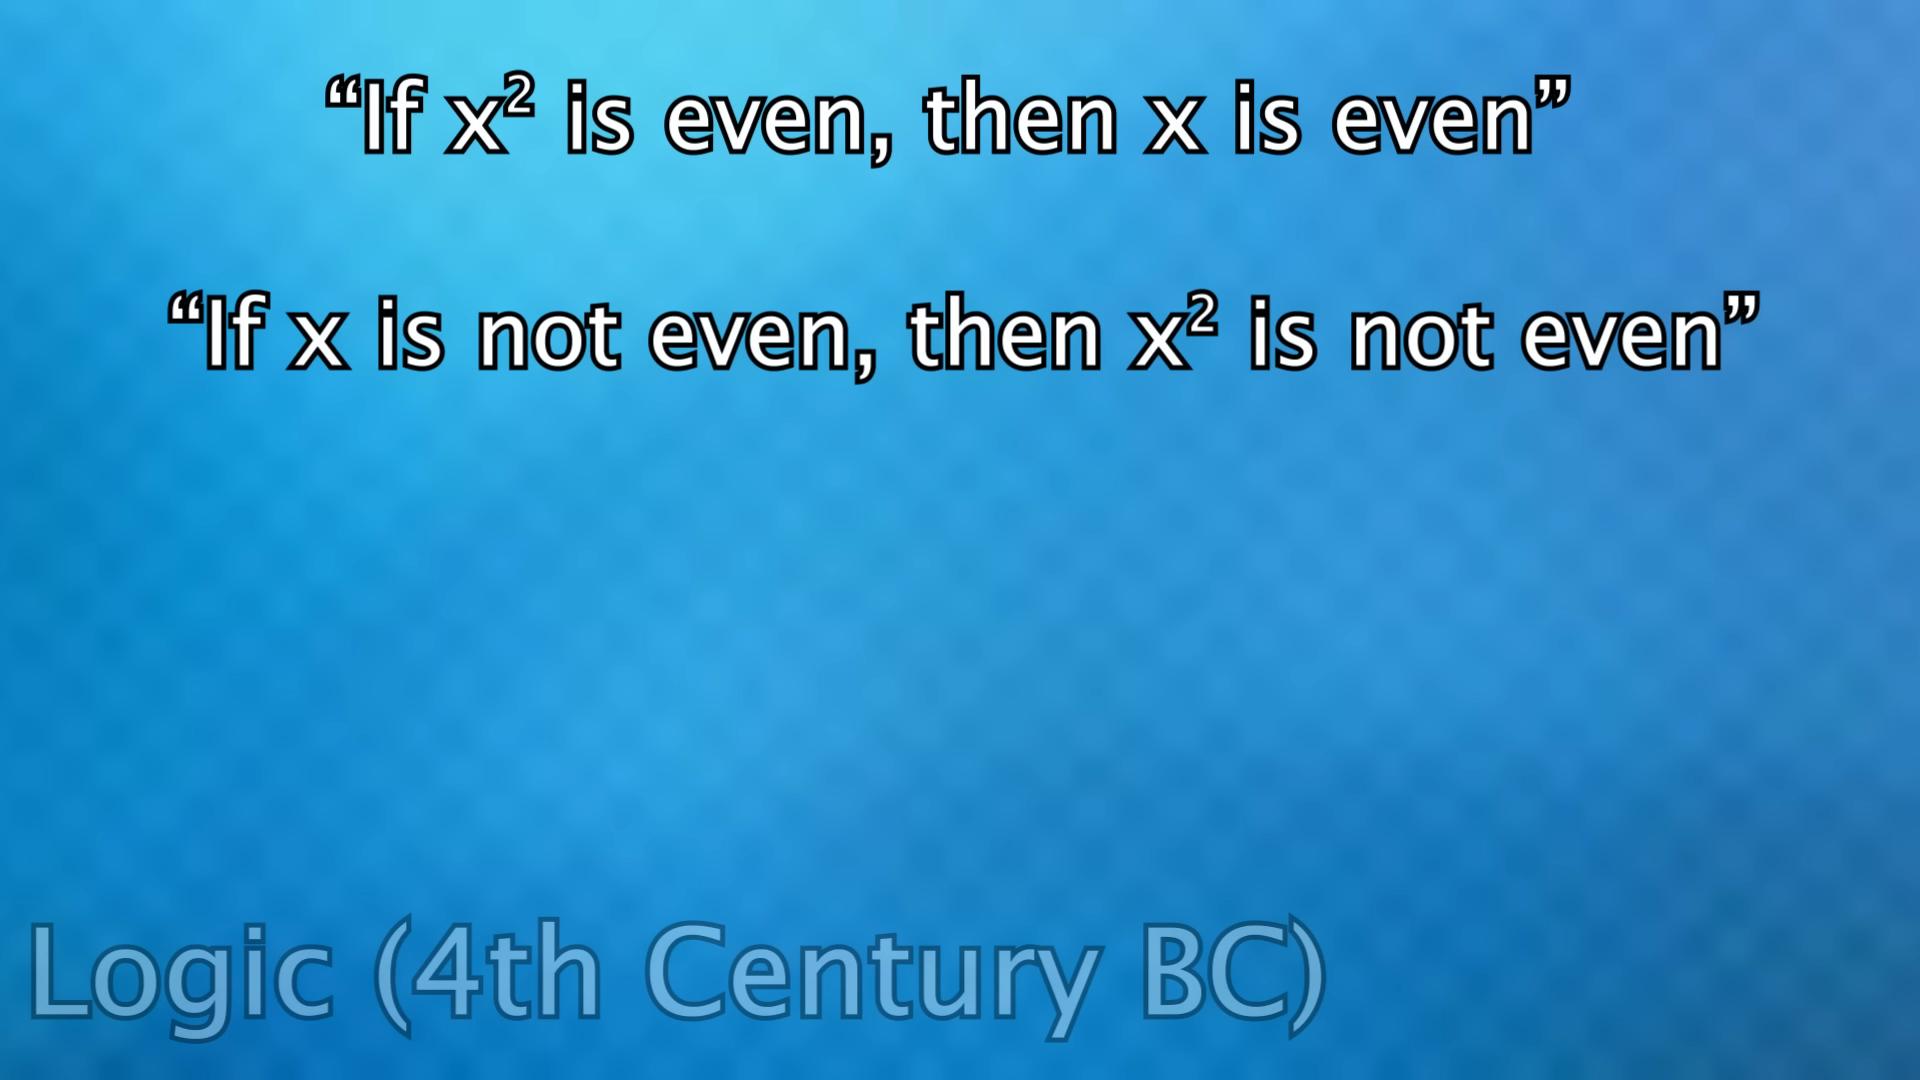 “If x² is even, then x is even”
“If x is not even, then x² is not even”
Logic (4th Century BC)